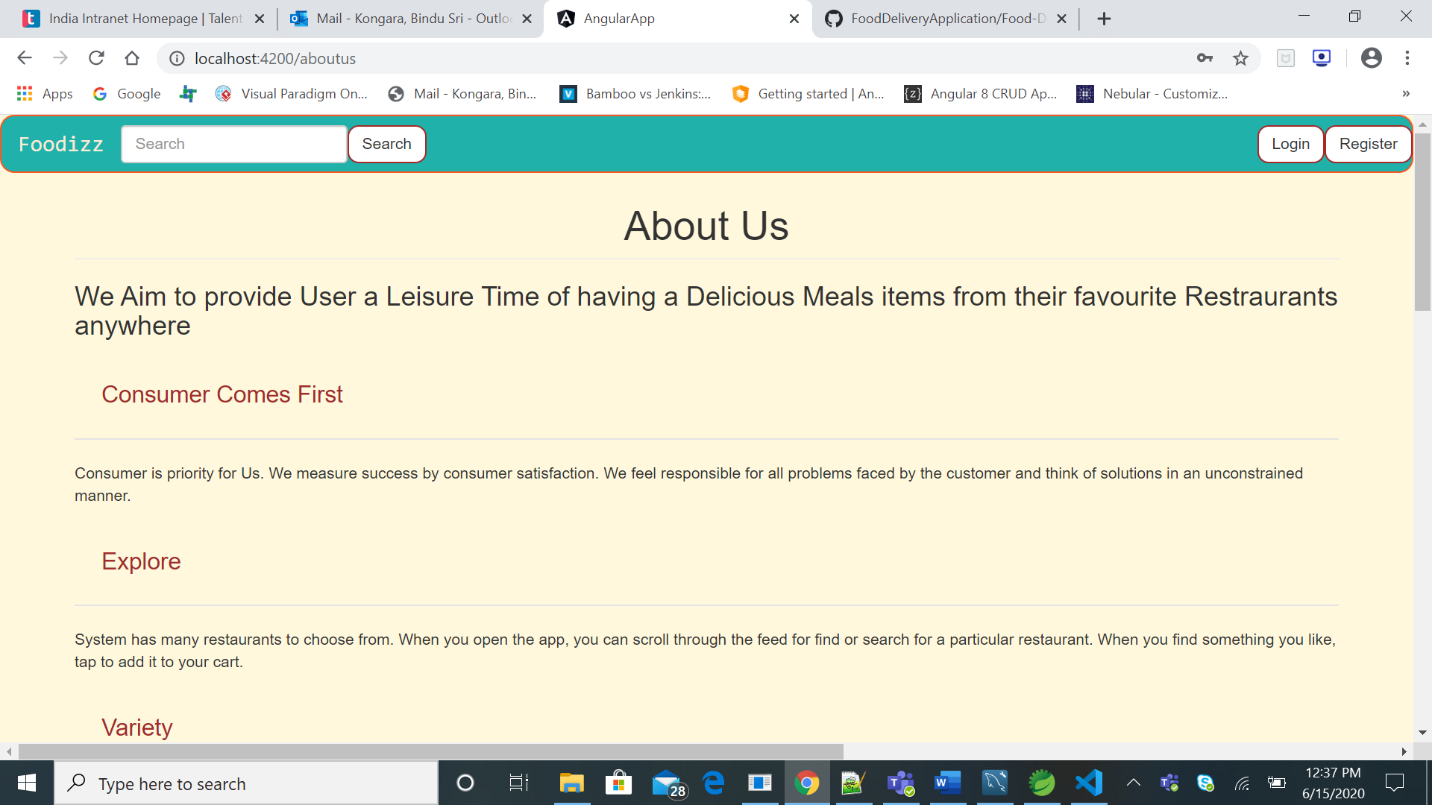 India Intranet Homepage | Talent
Mail - Kongara, Bindu Sri - Outlo
AngularApp
FoodDeliveryApplication/Food-D
localhost:4200/aboutus
Apps
Google
Visual Paradigm On...
Mail - Kongara, Bin...
Bamboo vs Jenkins:...
Getting started | An...
Angular 8 CRUD Ap...
Nebular - Customiz...
»
Foodizz
Search
Search
Login
Register
About Us
We Aim to provide User a Leisure Time of having a Delicious Meals items from their favourite Restraurants
anywhere
Consumer Comes First
Consumer is priority for Us. We measure success by consumer satisfaction. We feel responsible for all problems faced by the customer and think of solutions in an unconstrained
manner.
Explore
System has many restaurants to choose from. When you open the app, you can scroll through the feed for find or search for a particular restaurant. When you find something you like,
tap to add it to your cart.
Variety
Type here to search
28
12:37 PM
6/15/2020